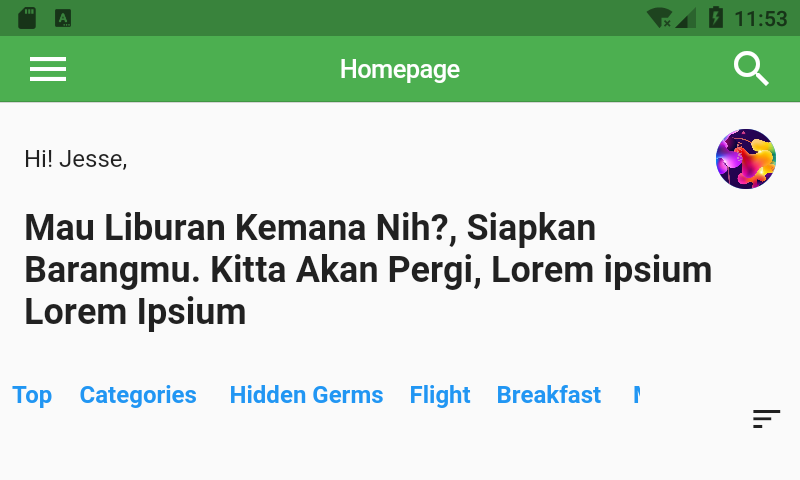 11:53
Homepage
Hi! Jesse,
Mau Liburan Kemana Nih?, Siapkan
Barangmu. Kitta Akan Pergi, Lorem ipsium
Lorem Ipsium
Top Categories Hidden Germs Flight Breakfast